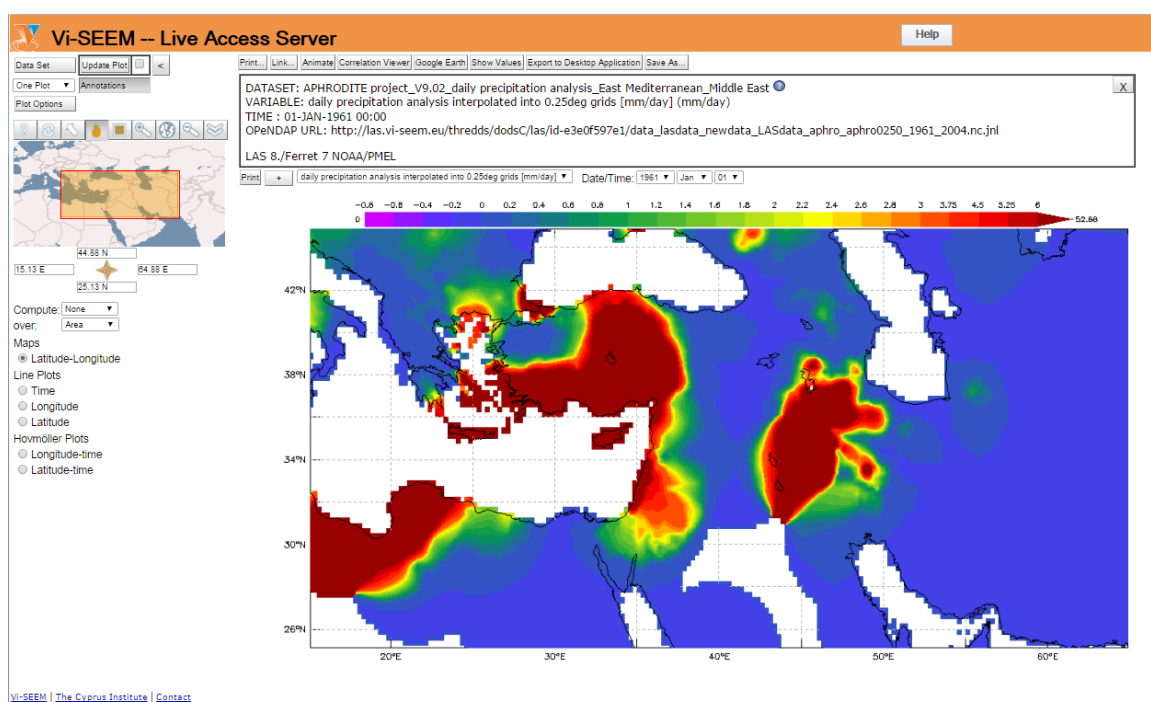 Vi-SEEM -- Live Access Server
Help
Data Set Update Plot <
One Plot ▼ Annotations
Plot Options
Print... Link... Animate Correlation Viewer Google Earth Show Values Export to Desktop Application Save As...
DATASET: APHRODITE project_V9.02_daily precipitation analysis_East Mediterranean_Middle East
X
VARIABLE: daily precipitation analysis interpolated into 0.25deg grids [mm/day] (mm/day)
TIME : 01-JAN-1961 00:00
OPeNDAP URL: http://las.vi-seem.eu/thredds/dodsC/las/id-e3e0f597e1/data_lasdata_newdata_LASdata_aphro_aphro0250_1961_2004.nc.jnl
LAS 8./Ferret 7 NOAA/PMEL
Print + daily precipitation analysis interpolated into 0.25deg grids [mm/day] ▼ Date/Time: 1961 ▼ Jan ▼ 01 ▼
44.88 N
15.13 E 64.88 E
25.13 N
Compute: None ▼
over: Area ▼
Maps
Latitude-Longitude
Line Plots
Time
Longitude
Latitude
Hovmöller Plots
Longitude-time
Latitude-time
-0.4 -0.2 0 0.2 0.4 0.6 0.8 1 1.2 1.4 1.6 1.8 2 2.2 2.4 2.6 2.8 3 3.75 4.5 5.25 6
0 52.88
42°N
38°N
34°N
30°N
26°N
20°E 30°E 40°E 50°E 60°E
Vi-SEEM | The Cyprus Institute | Contact